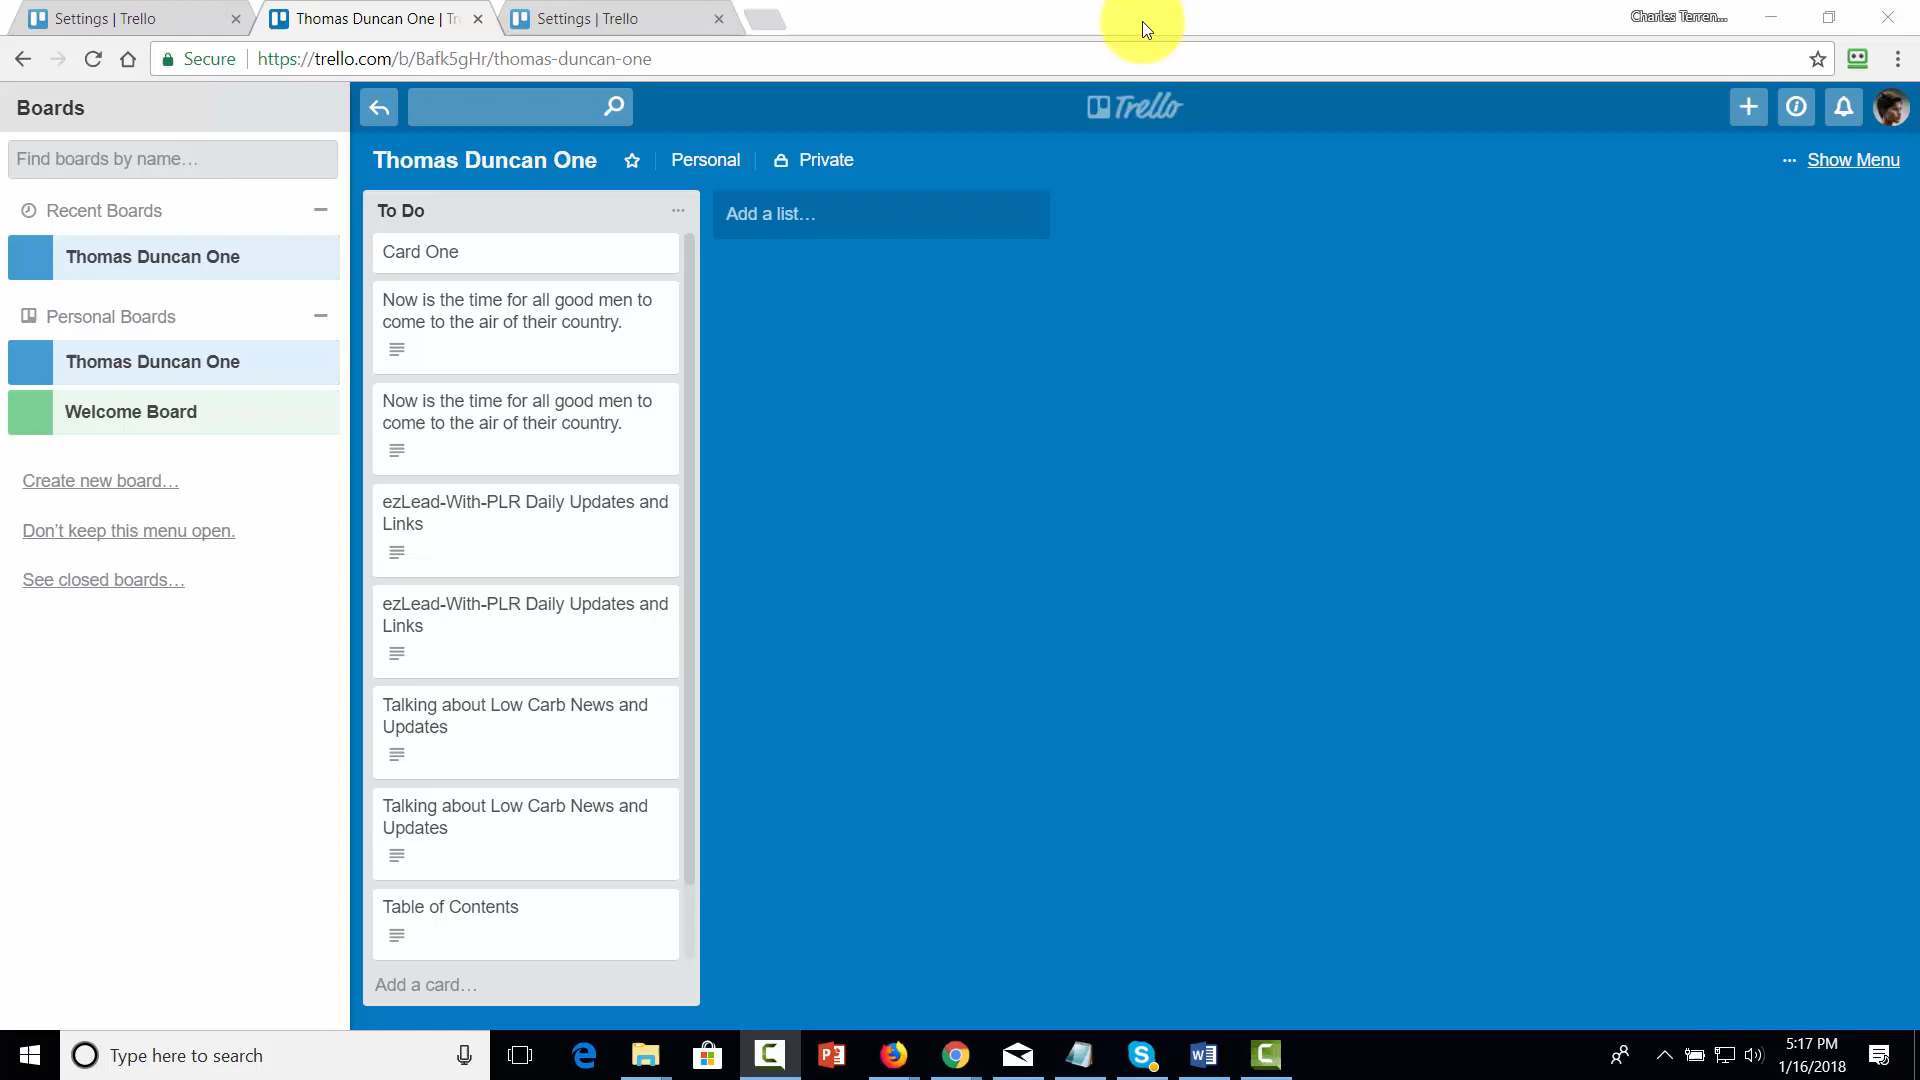 Settings | Trello
Thomas Duncan One | Tr
Settings | Trello
Charles Terren...
Secure
https://trello.com/b/Bafk5gHr/thomas-duncan-one
Boards
Trello
Find boards by name…
Thomas Duncan One
Personal
Private
Show Menu
Recent Boards
To Do
Add a list…
Card One
Thomas Duncan One
Now is the time for all good men to
come to the air of their country.
Personal Boards
Thomas Duncan One
Welcome Board
Now is the time for all good men to
come to the air of their country.
Create new board…
Don’t keep this menu open.
See closed boards…
ezLead-With-PLR Daily Updates and
Links
ezLead-With-PLR Daily Updates and
Links
Talking about Low Carb News and
Updates
Talking about Low Carb News and
Updates
Table of Contents
Add a card…
Type here to search
5:17 PM
1/16/2018